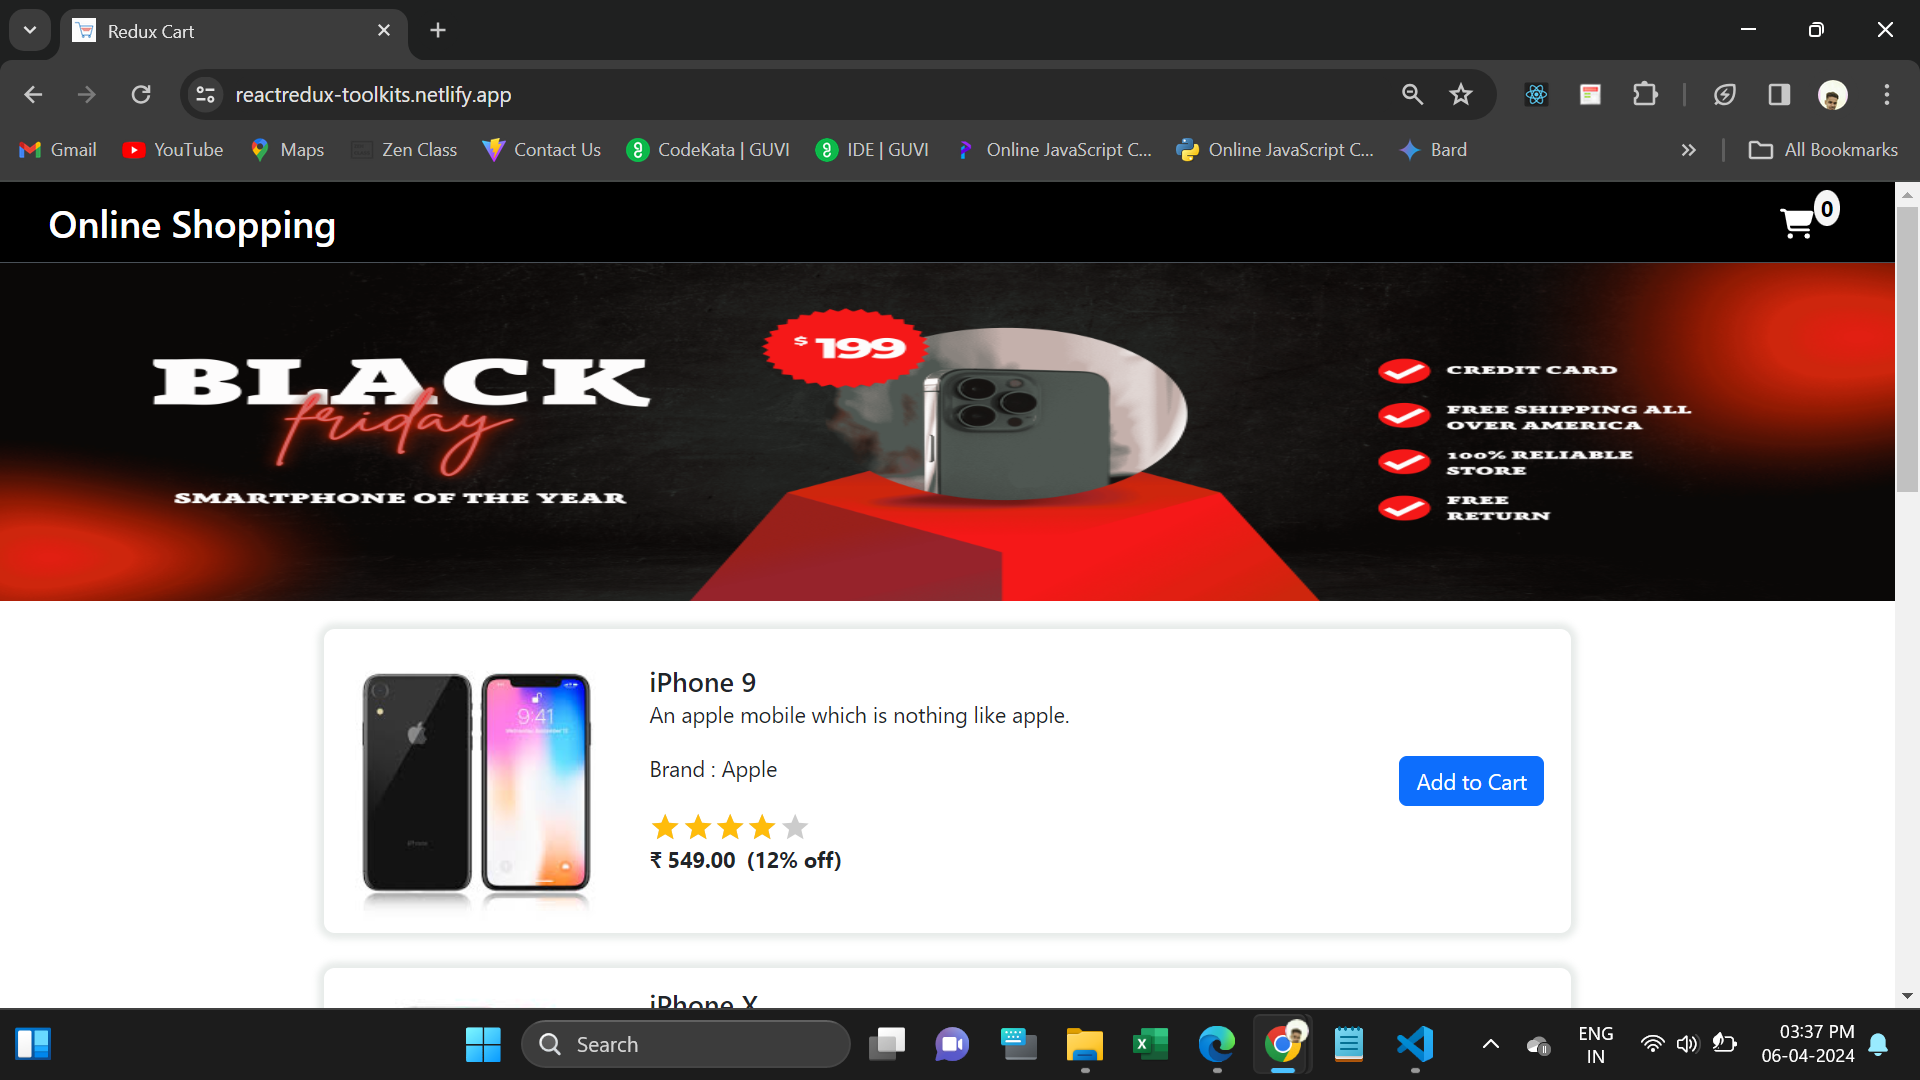 Redux Cart
reactredux-toolkits.netlify.app
Gmail YouTube Maps Zen Class Contact Us CodeKata | GUVI IDE | GUVI Online JavaScript C... Online JavaScript C... Bard » All Bookmarks
Online Shopping
0
$ 199
BLACK
friday
SMARTPHONE OF THE YEAR
CREDIT CARD
FREE SHIPPING ALL
OVER AMERICA
100% RELIABLE
STORE
FREE
RETURN
9:41
iPhone 9
An apple mobile which is nothing like apple.
Brand : Apple
₹ 549.00 (12% off)
Add to Cart
iPhone X
Search
ENG
IN
03:37 PM
06-04-2024